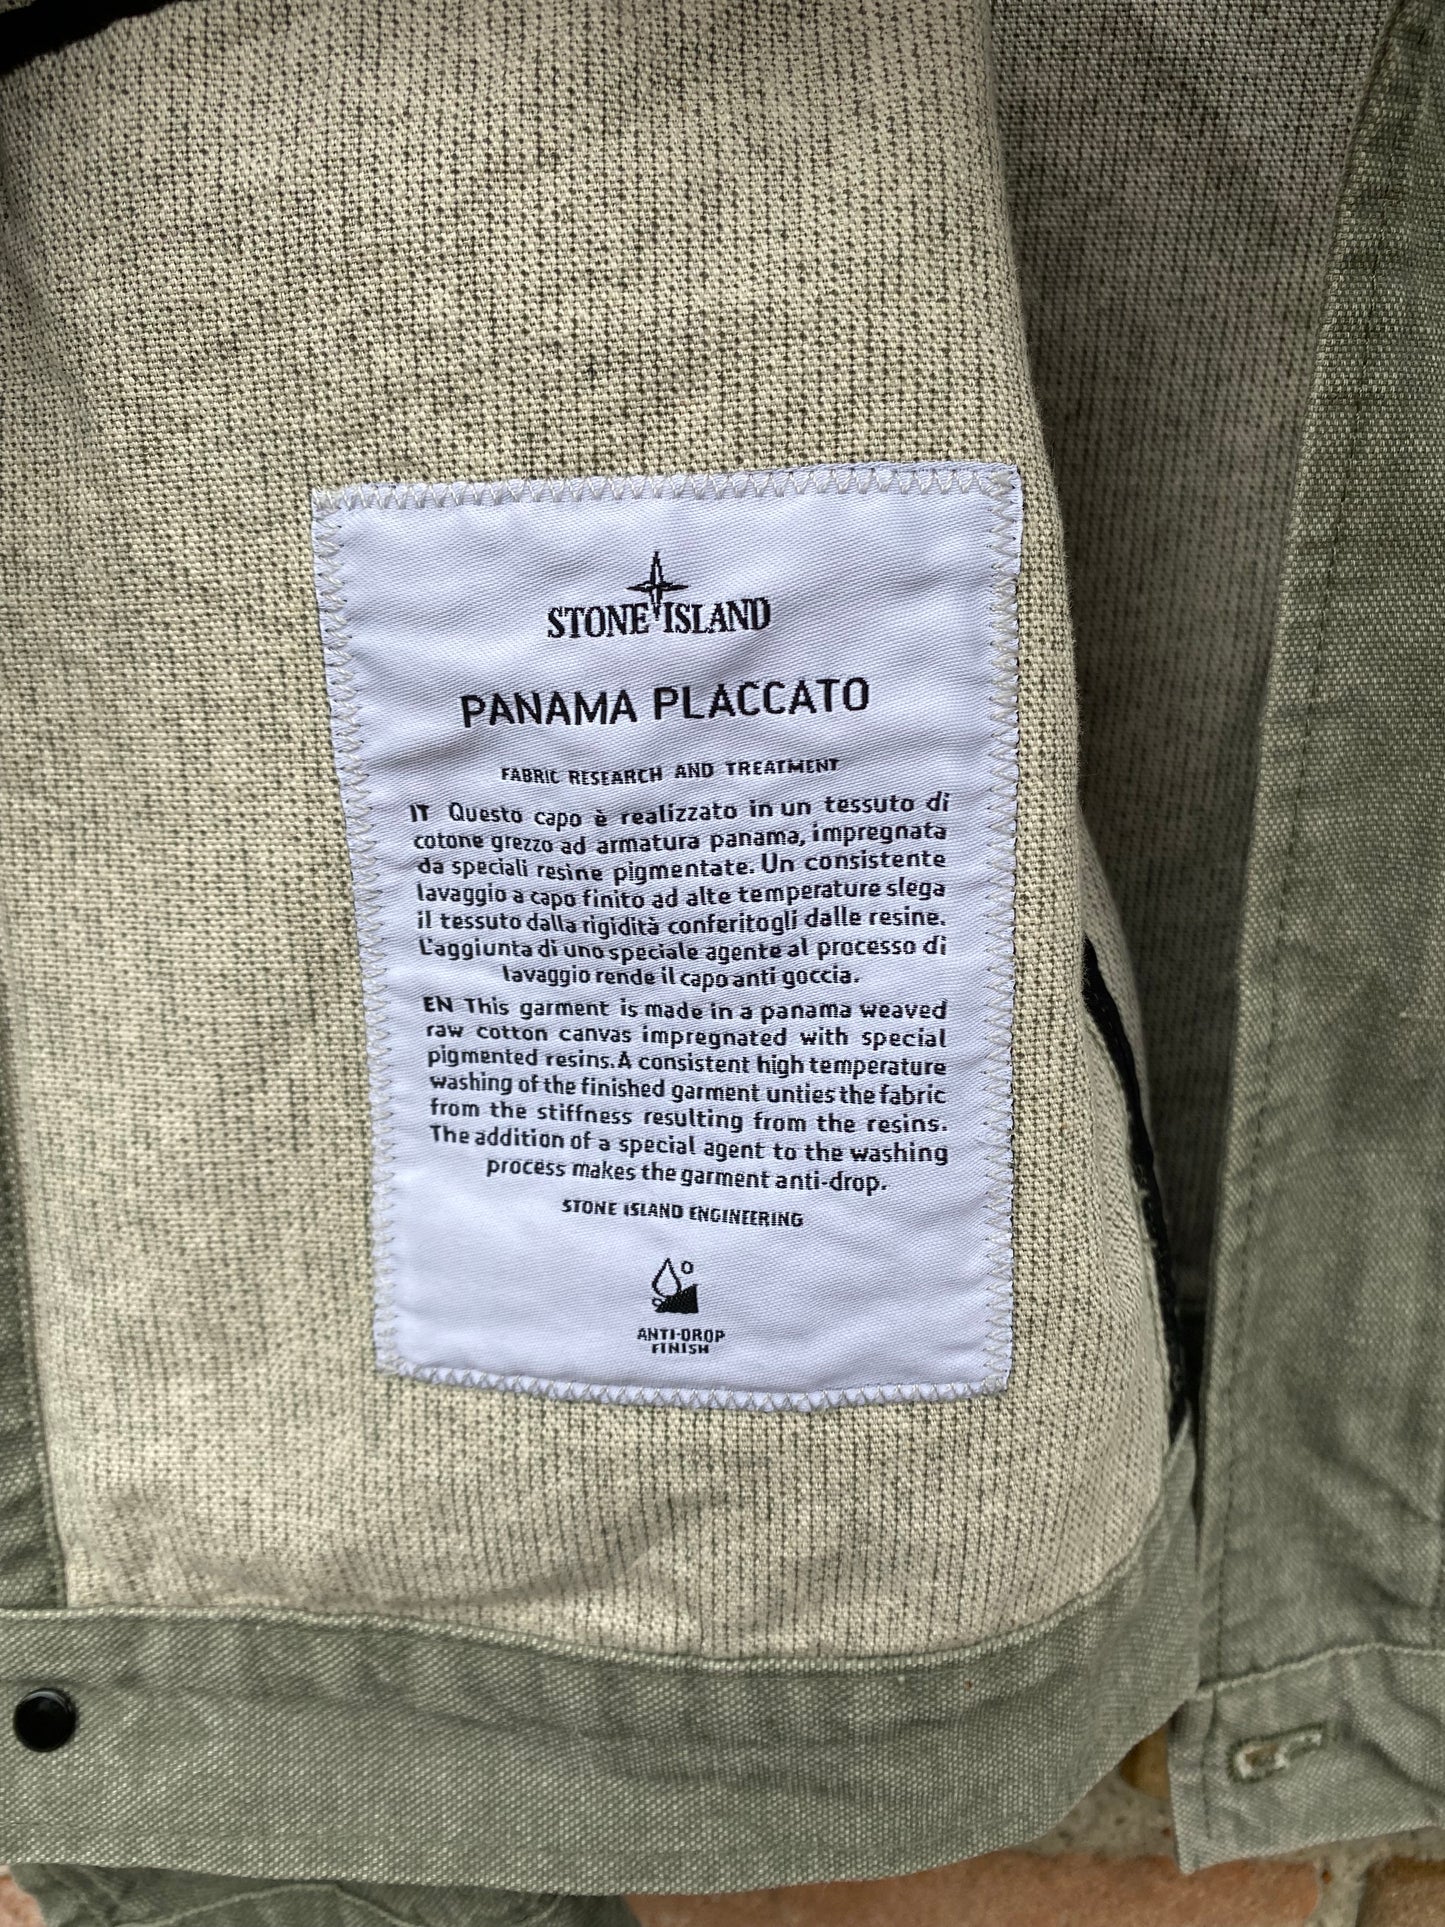 STONE ISLAND
PANAMA PLACCATO
FABRIC RESEARCH AND TREATMENT
IT Questo capo è realizzato in un tessuto di
cotone grezzo ad armatura panama, impregnata
da speciali resine pigmentate. Un consistente
lavaggio a capo finito ad alte temperature slega
il tessuto dalla rigidità conferitogli dalle resine.
L'aggiunta di uno speciale agente al processo di
lavaggio rende il capo anti goccia.
EN This garment is made in a panama weaved
raw cotton canvas impregnated with special
pigmented resins. A consistent high temperature
washing of the finished garment unties the fabric
from the stiffness resulting from the resins.
The addition of a special agent to the washing
process makes the garment anti-drop.
STONE ISLAND ENGINEERING
ANTI-DROP
FINISH